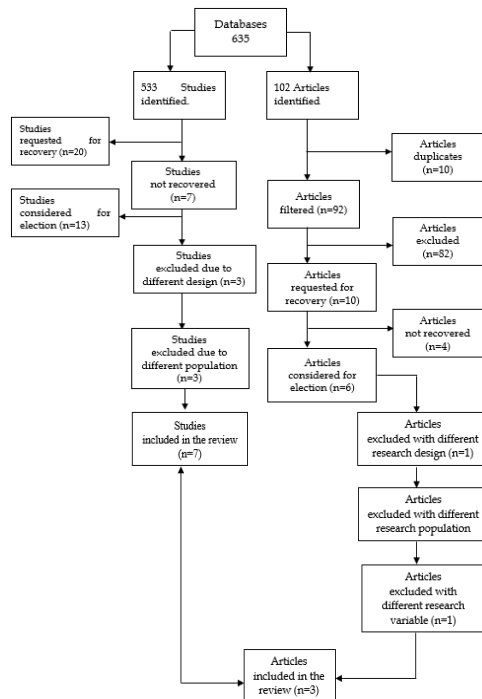 Databases
635
533 Studies
identified.
102 Articles
identified
Studies
requested for
recovery (n=20)
Articles
duplicates
(n=10)
Studies
not recovered
(n=7)
Articles
filtered (n=92)
Studies
considered for
election (n=13)
Articles
excluded
(n=82)
Studies
excluded due to
different design (n=3)
Articles
requested for
recovery (n=10)
Articles
not recovered
(n=4)
Studies
excluded due to
different population
(n=3)
Articles
considered for
election (n=6)
Studies
included in the review
(n=7)
Articles
excluded with different
research design (n=1)
Articles
excluded with different
research population
Articles
excluded with
different research
variable (n=1)
Articles
included in the
review (n=3)